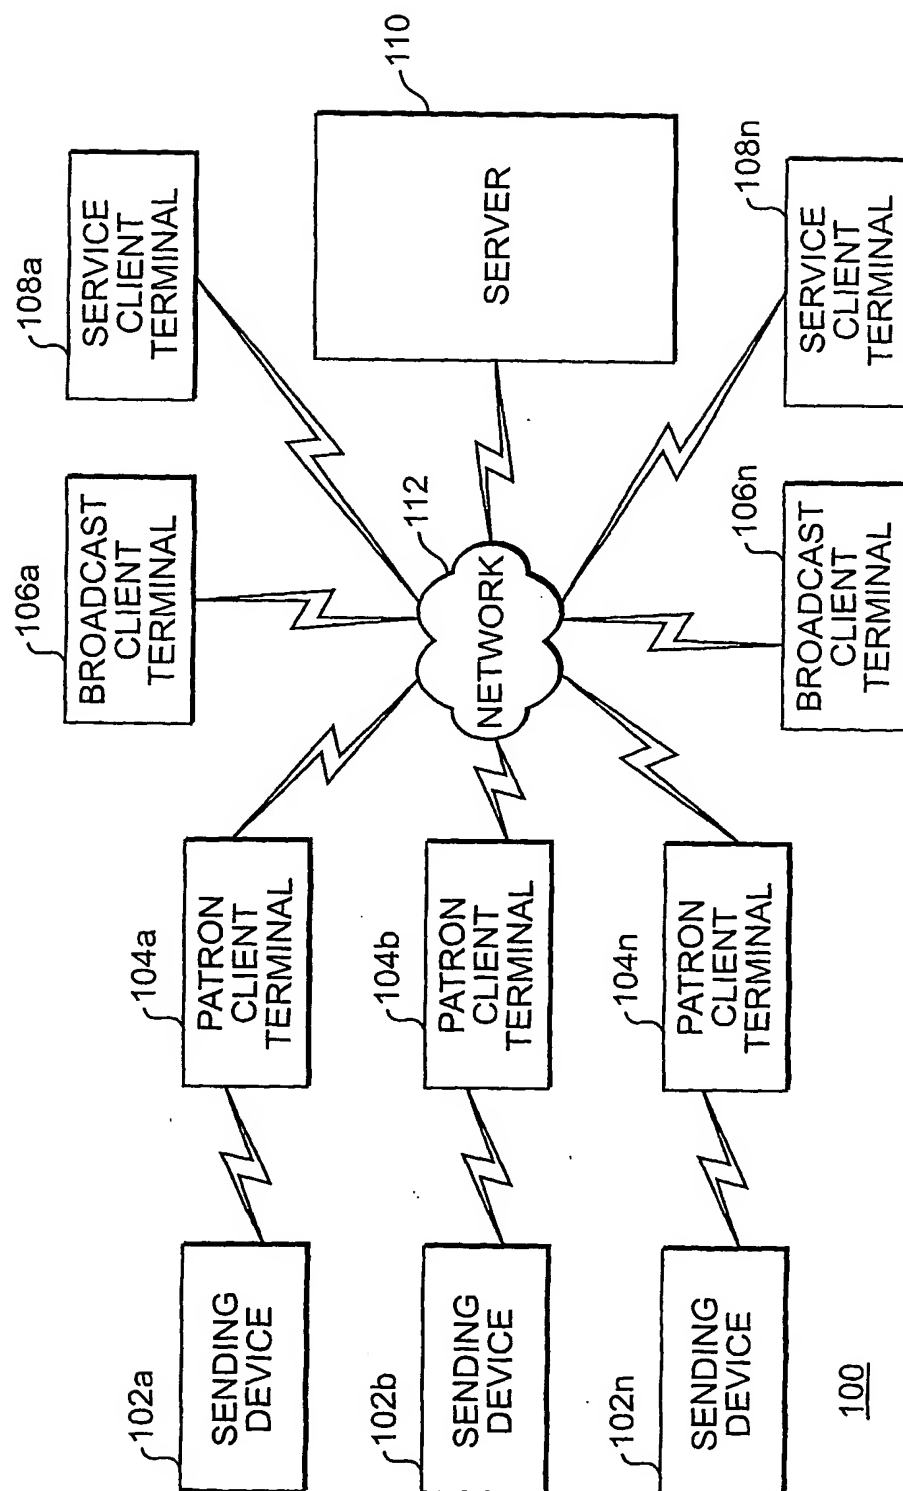 102a
SENDING
DEVICE
104a
PATRON
CLIENT
TERMINAL
106a
BROADCAST
CLIENT
TERMINAL
108a
SERVICE
CLIENT
TERMINAL
102b
SENDING
DEVICE
104b
PATRON
CLIENT
TERMINAL
112
NETWORK
SERVER
110
102n
SENDING
DEVICE
104n
PATRON
CLIENT
TERMINAL
106n
BROADCAST
CLIENT
TERMINAL
108n
SERVICE
CLIENT
TERMINAL
100